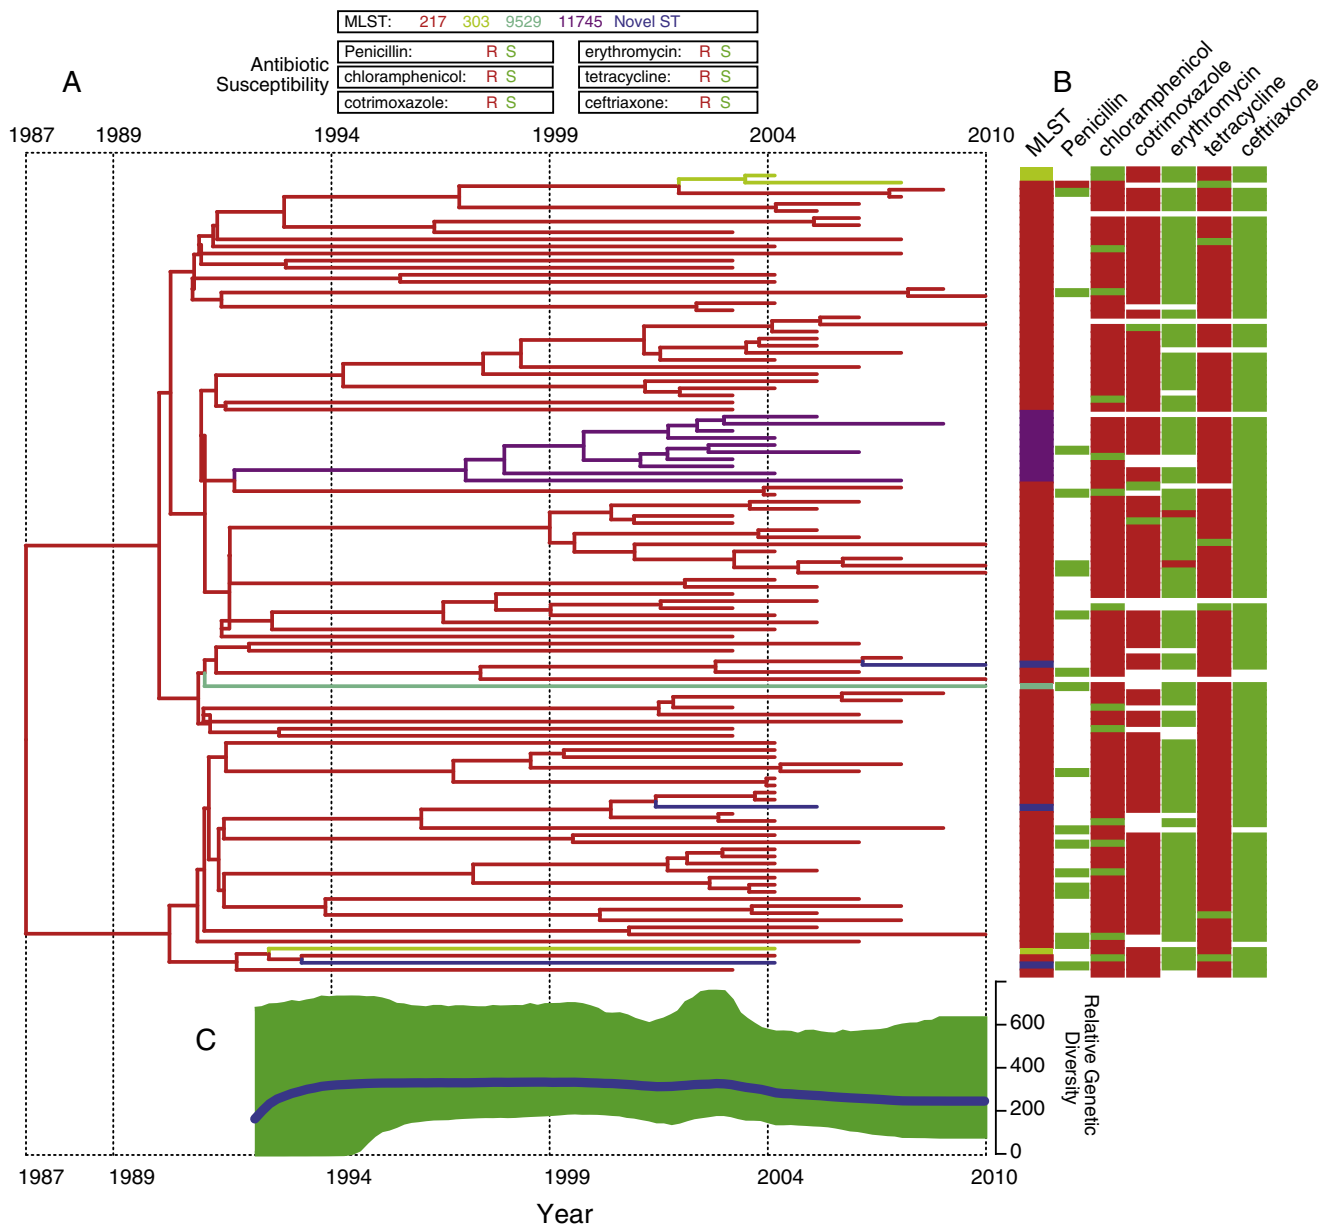 MLST: 217 303 9529 11745 Novel ST
Antibiotic
Susceptibility
Penicillin: R S
erythromycin: R S
chloramphenicol: R S
tetracycline: R S
cotrimoxazole: R S
ceftriaxone: R S
A
B
MLST
Penicillin
chloramphenicol
cotrimoxazole
erythromycin
tetracycline
ceftriaxone
1987 1989 1994 1999 2004 2010
C
600
400
200
0
Relative Genetic
Diversity
1987 1989 1994 1999 2004 2010
Year